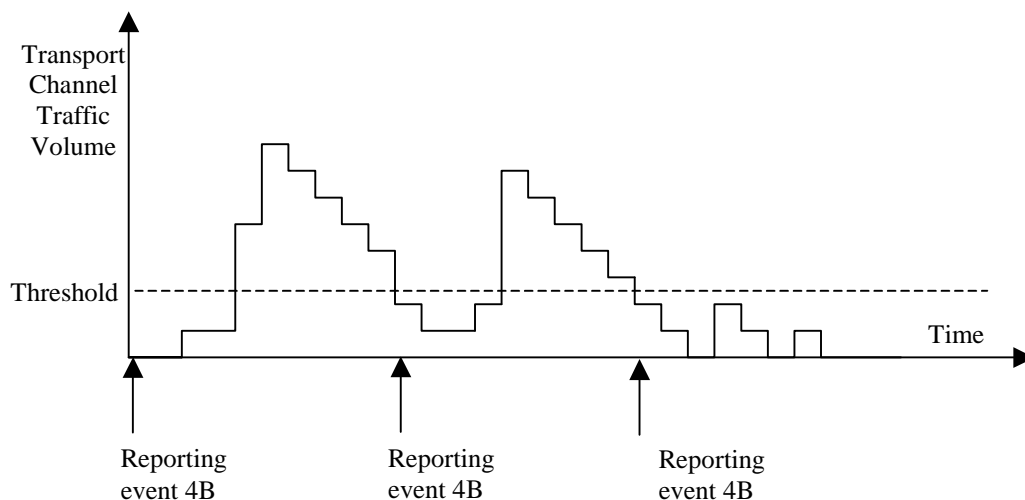 Transport
Channel
Traffic
Volume
Threshold
Time
Reporting
event 4B
Reporting
event 4B
Reporting
event 4B